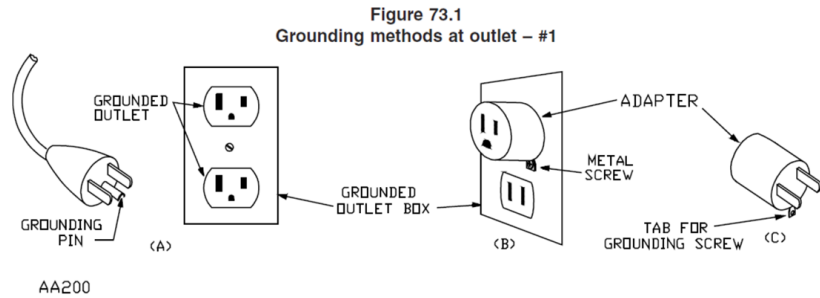 Figure 73.1
Grounding methods at outlet – #1
GROUNDED
OUTLET
GROUNDING
PIN
(A)
GROUNDED
OUTLET BOX
ADAPTER
METAL
SCREW
(B)
TAB FOR
GROUNDING SCREW
(C)
AA200